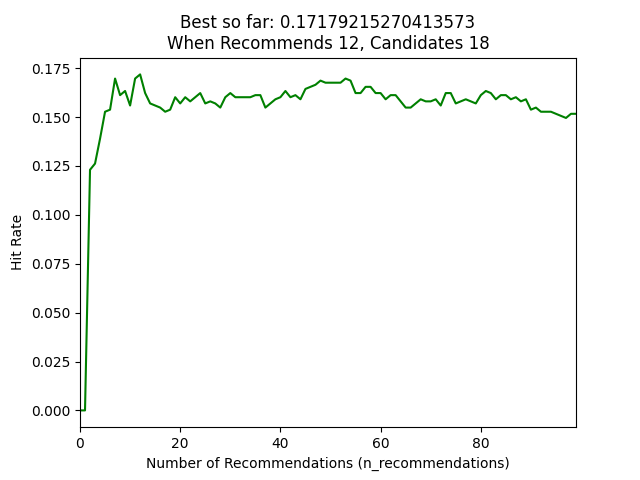 Best so far: 0.17179215270413573
When Recommends 12, Candidates 18
0.175
0.150
0.125
0.100
0.075
0.050
0.025
0.000
Hit Rate
0 20 40 60 80
Number of Recommendations (n_recommendations)